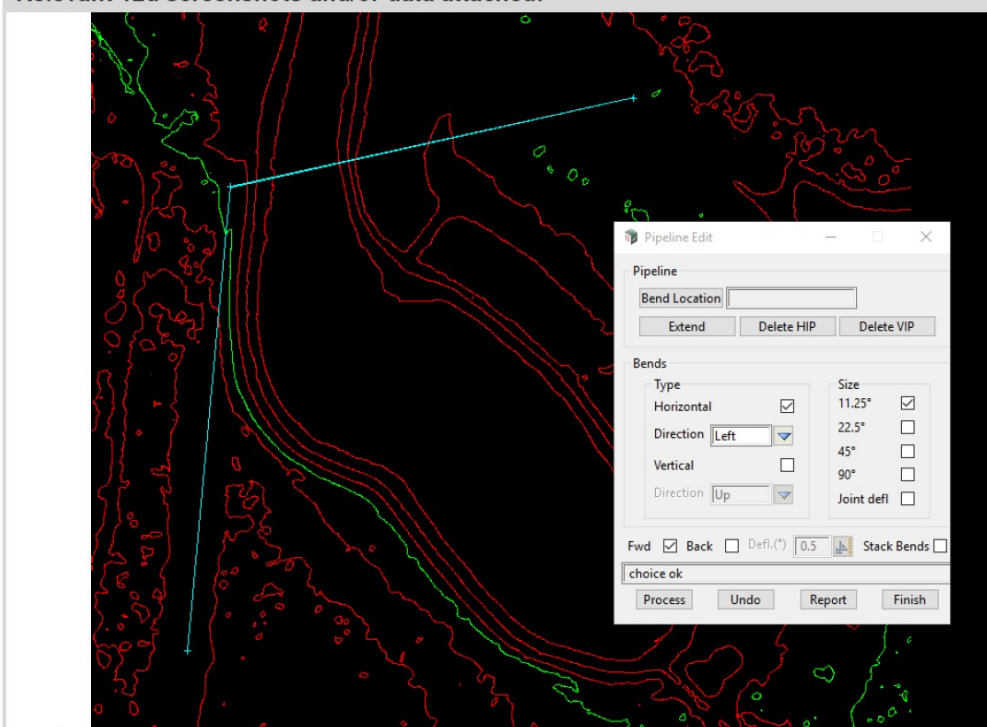 Pipeline Edit
Pipeline
Bend Location
Extend Delete HIP Delete VIP
Bends
Type
Horizontal
Direction Left
Vertical
Direction Up
Size
11.25°
22.5°
45°
90°
Joint defl
Fwd Back Defl.(°) 0.5 Stack Bends
choice ok
Process Undo Report Finish